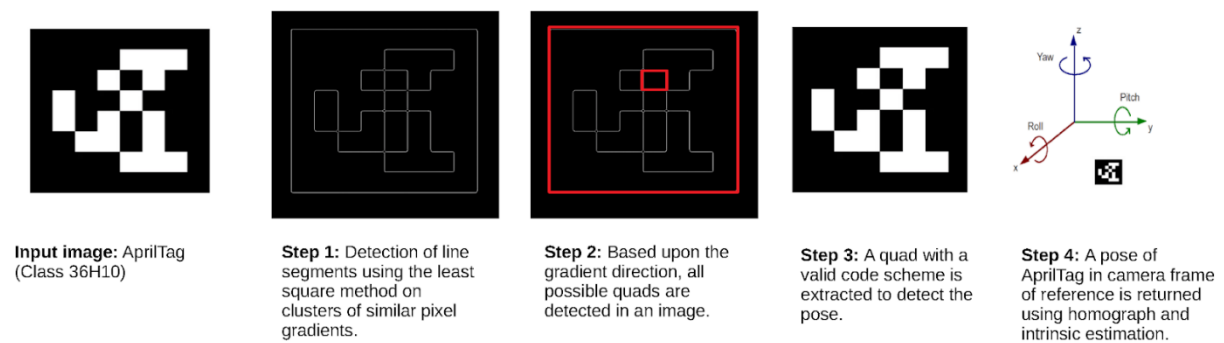 z
Yaw
Pitch
y
Roll
x
Input image: AprilTag
(Class 36H10)
Step 1: Detection of line
segments using the least
square method on
clusters of similar pixel
gradients.
Step 2: Based upon the
gradient direction, all
possible quads are
detected in an image.
Step 3: A quad with a
valid code scheme is
extracted to detect the
pose.
Step 4: A pose of
AprilTag in camera frame
of reference is returned
using homograph and
intrinsic estimation.